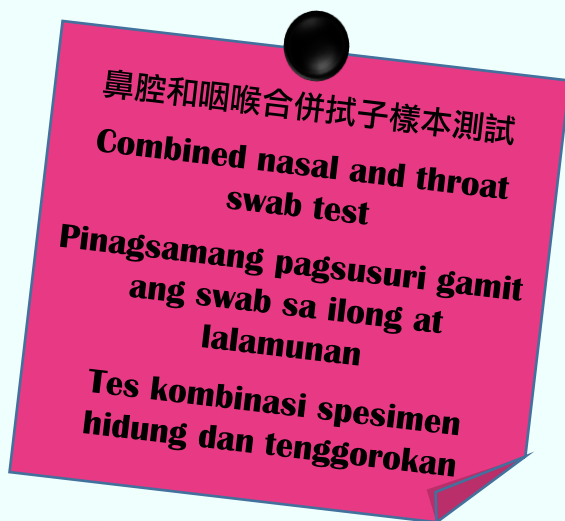 鼻腔和咽喉合併拭子樣本測試
Combined nasal and throat
swab test
Pinagsamang pagsusuri gamit
ang swab sa ilong at
lalamunan
Tes kombinasi spesimen
hidung dan tenggorokan